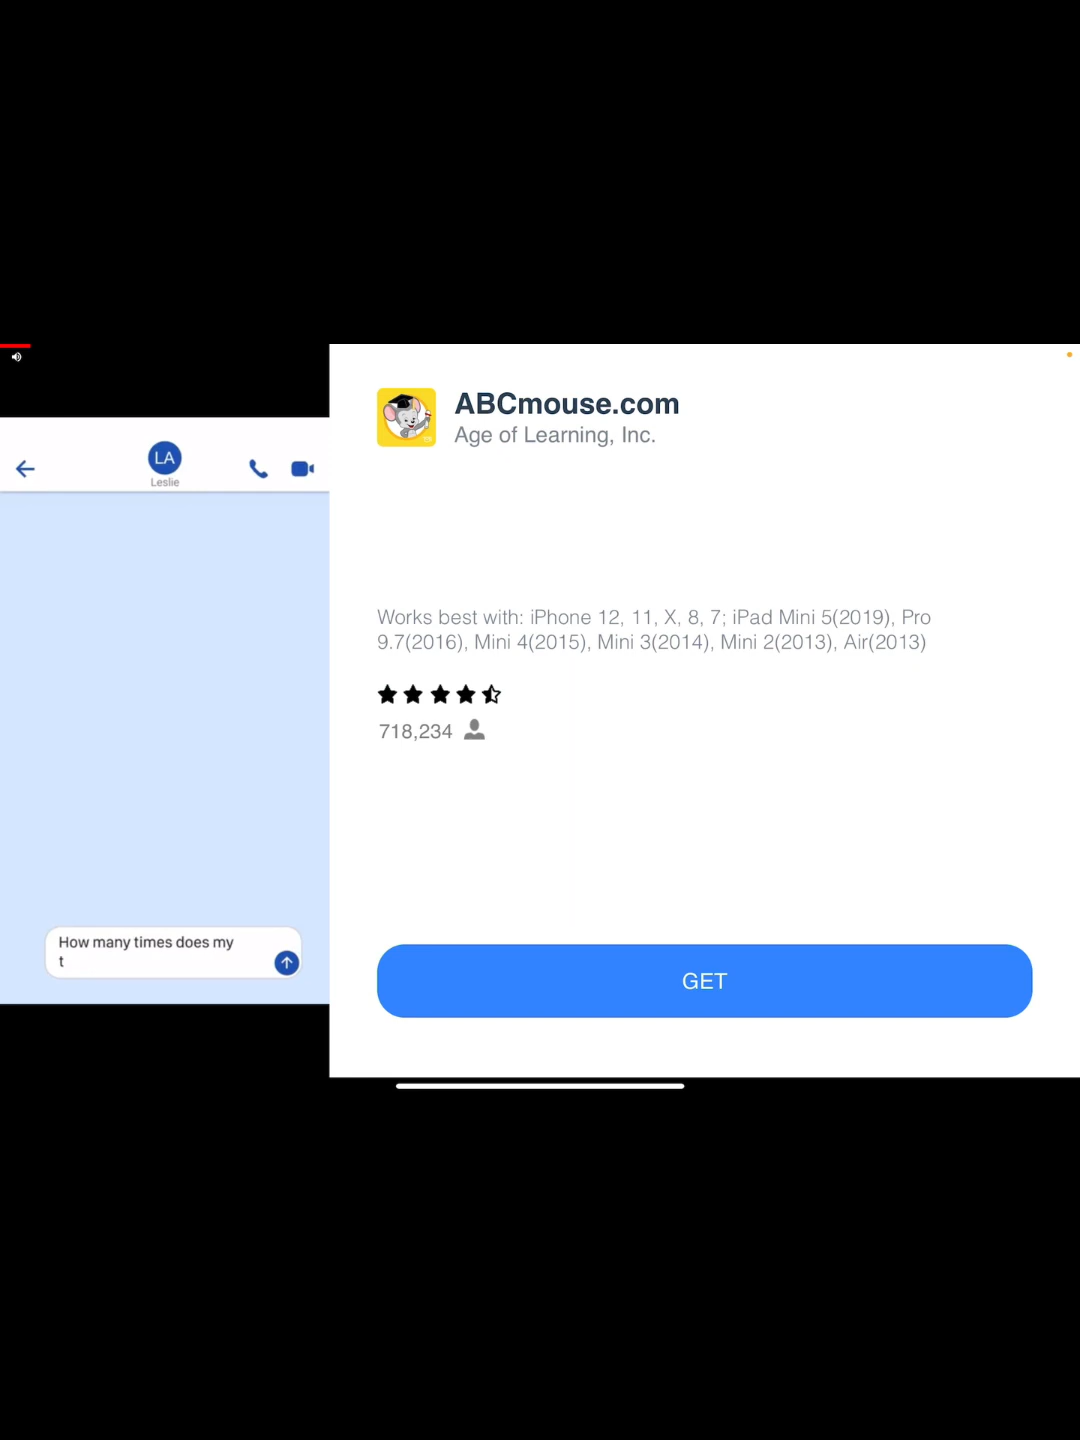 LA
Leslie
How many times does my
t
ABCmouse.com
Age of Learning, Inc.
Works best with: iPhone 12, 11, X, 8, 7; iPad Mini 5(2019), Pro
9.7(2016), Mini 4(2015), Mini 3(2014), Mini 2(2013), Air(2013)
718,234
GET